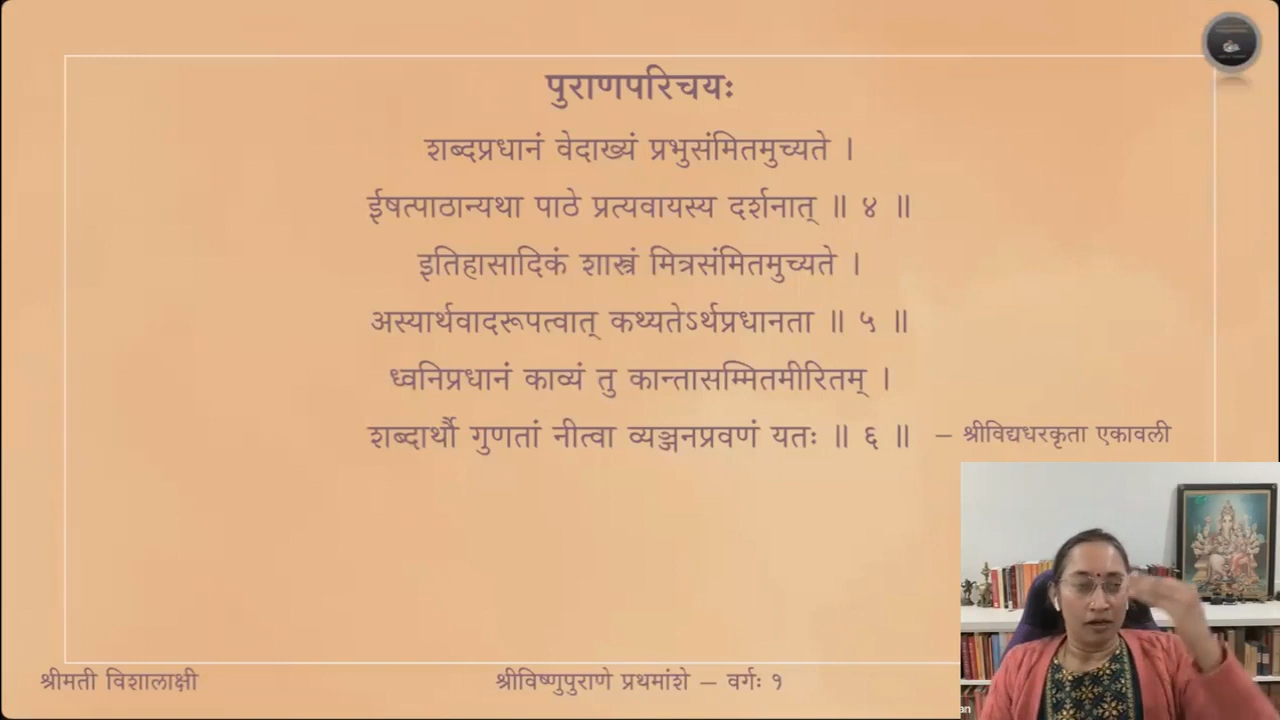 पुराणपरिचयः
शब्दप्रधानं वेदाख्यं प्रभुसंमितमुच्यते ।
ईषत्पाठान्यथा पाठे प्रत्यवायस्य दर्शनात् ॥ ४ ॥
इतिहासादिकं शास्त्रं मित्रसंमितमुच्यते ।
अस्यार्थवादरूपत्वात् कथ्यतेऽर्थप्रधानता ॥ ५ ॥
ध्वनिप्रधानं काव्यं तु कान्तासम्मितमीरितम् ।
शब्दार्थौ गुणतां नीत्वा व्यञ्जनप्रवणं यतः ॥ ६ ॥ – श्रीविद्यधरकृता एकावली
श्रीमती विशालाक्षी
श्रीविष्णुपुराणे प्रथमांशे – वर्गः १